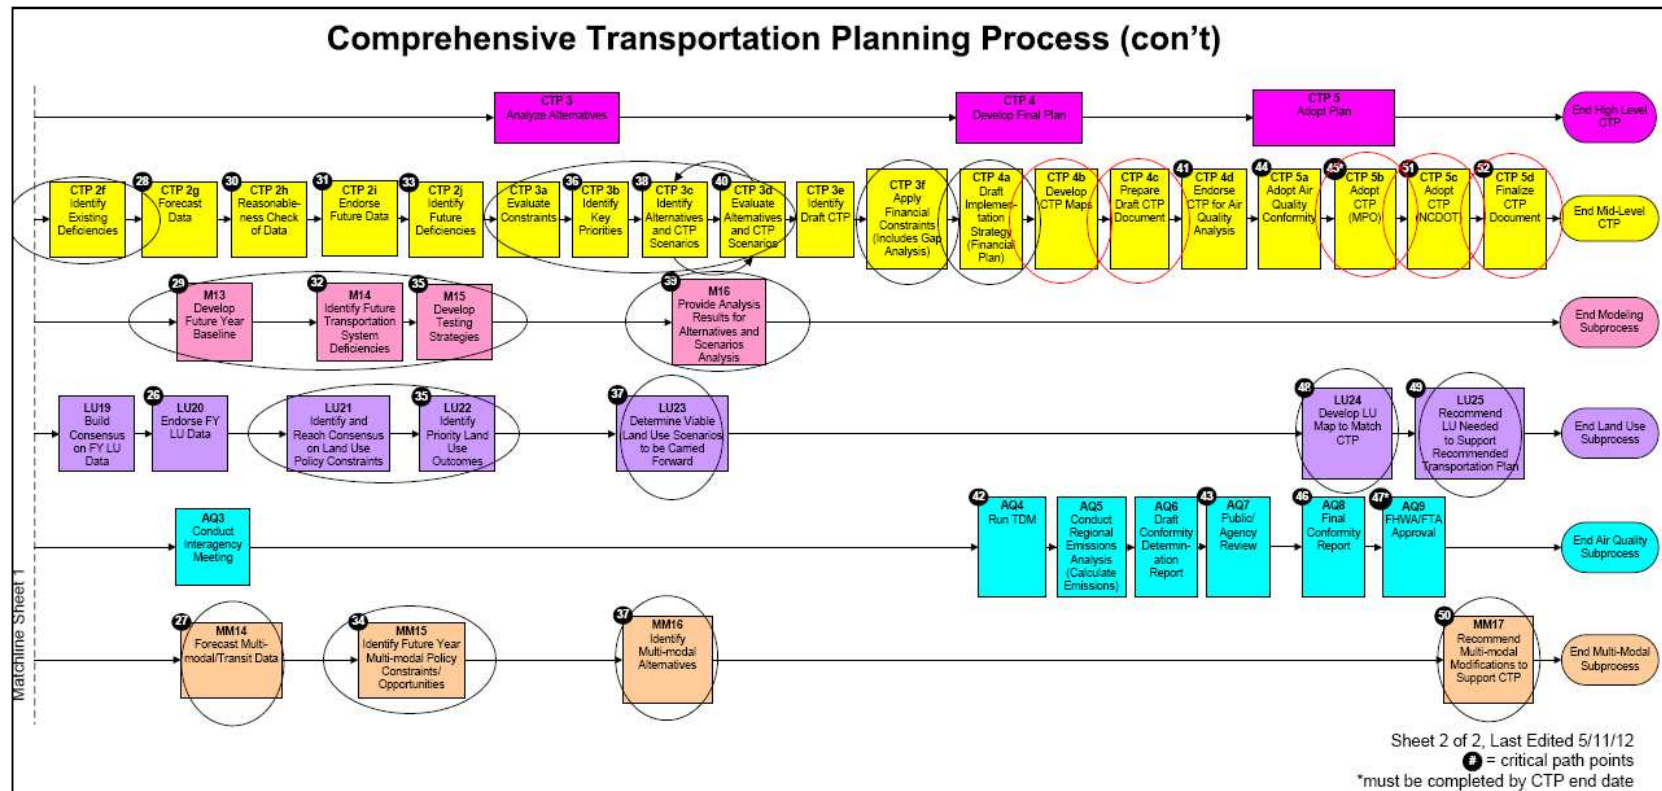 Comprehensive Transportation Planning Process (con't)
CTP 3
Analyze Alternatives
CTP 4
Develop Final Plan
CTP 5
Adopt Plan
End High Level
CTP
CTP 2f
Identify
Existing
Deficiencies
28
CTP 2g
Forecast
Data
30
CTP 2h
Reasonable-
ness Check
of Data
31
CTP 2i
Endorse
Future Data
33
CTP 2j
Identify
Future
Deficiencies
CTP 3a
Evaluate
Constraints
36
CTP 3b
Identify
Key
Priorities
38
CTP 3c
Identify
Alternatives
and CTP
Scenarios
40
CTP 3d
Evaluate
Alternatives
and CTP
Scenarios
CTP 3e
Identify
Draft CTP
CTP 3f
Apply
Financial
Constraints
(Includes Gap
Analysis)
CTP 4a
Draft
Implemen-
tation
Strategy
(Financial
Plan)
CTP 4b
Develop
CTP Maps
CTP 4c
Prepare
Draft CTP
Document
41
CTP 4d
Endorse
CTP for Air
Quality
Analysis
44
CTP 5a
Adopt Air
Quality
Conformity
45*
CTP 5b
Adopt
CTP
(MPO)
51
CTP 5c
Adopt
CTP
(NCDOT)
52
CTP 5d
Finalize
CTP
Document
End Mid-Level
CTP
29
M13
Develop
Future Year
Baseline
32
M14
Identify Future
Transportation
System
Deficiencies
35
M15
Develop
Testing
Strategies
39
M16
Provide Analysis
Results for
Alternatives and
Scenarios
Analysis
End Modeling
Subprocess
LU19
Build
Consensus
on FY LU
Data
26
LU20
Endorse FY
LU Data
LU21
Identify and
Reach Consensus
on Land Use
Policy Constraints
35
LU22
Identify
Priority Land
Use
Outcomes
37
LU23
Determine Viable
Land Use Scenarios
to be Carried
Forward
48
LU24
Develop LU
Map to Match
CTP
49
LU25
Recommend
LU Needed
to Support
Recommended
Transportation Plan
End Land Use
Subprocess
AQ3
Conduct
Interagency
Meeting
42
AQ4
Run TDM
AQ5
Conduct
Regional
Emissions
Analysis
(Calculate
Emissions)
AQ6
Draft
Conformity
Determin-
ation
Report
43
AQ7
Public/
Agency
Review
46
AQ8
Final
Conformity
Report
47*
AQ9
FHWA/FTA
Approval
End Air Quality
Subprocess
27
MM14
Forecast Multi-
modal/Transit Data
34
MM15
Identify Future Year
Multi-modal Policy
Constraints/
Opportunities
37
MM16
Identify
Multi-modal
Alternatives
50
MM17
Recommend
Multi-modal
Modifications to
Support CTP
End Multi-Modal
Subprocess
Matchline Sheet 1
Sheet 2 of 2, Last Edited 5/11/12
# = critical path points
*must be completed by CTP end date